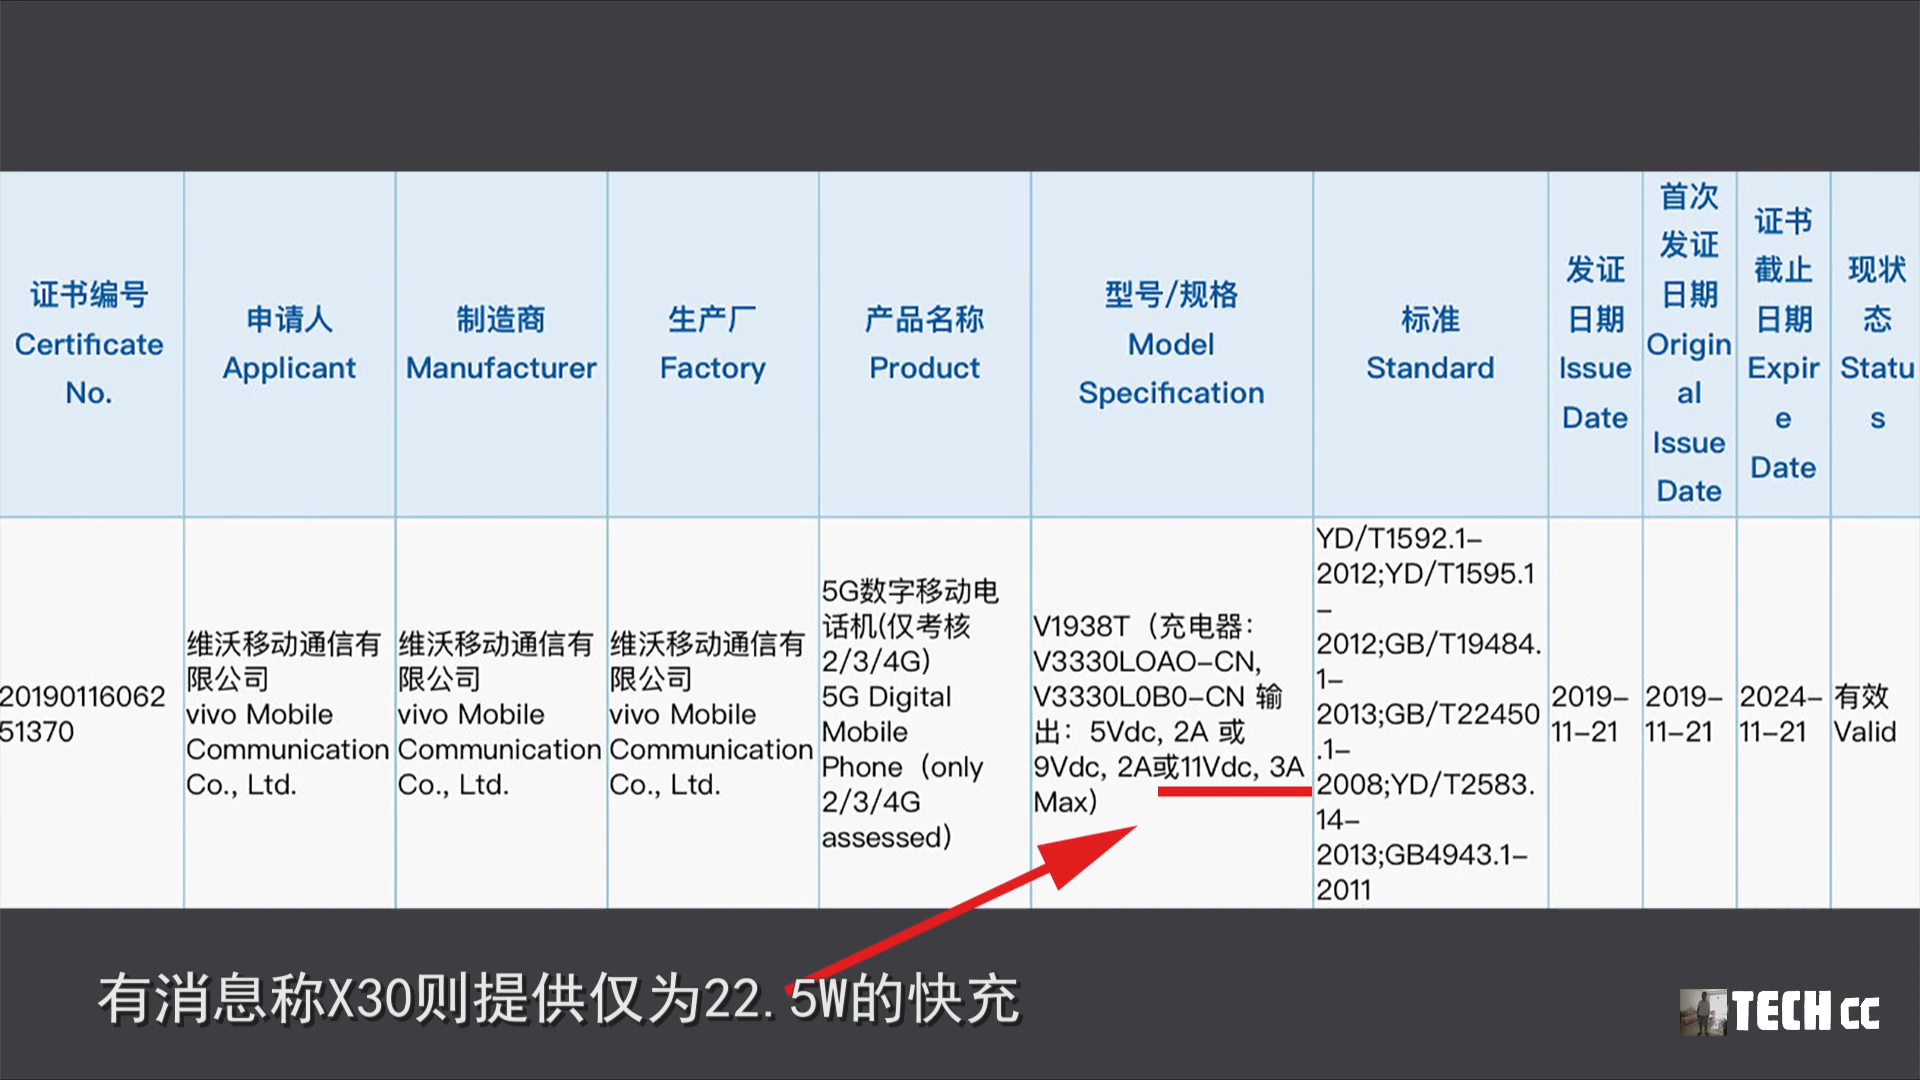 证书编号
Certificate
No.
申请人
Applicant
制造商
Manufacturer
生产厂
Factory
产品名称
Product
型号/规格
Model
Specification
标准
Standard
发证
日期
Issue
Date
首次
发证
日期
Origin
al
Issue
Date
证书
截止
日期
Expir
e
Date
现状
态
Statu
s
20190116062
51370
维沃移动通信有
限公司
vivo Mobile
Communication
Co., Ltd.
维沃移动通信有
限公司
vivo Mobile
Communication
Co., Ltd.
维沃移动通信有
限公司
vivo Mobile
Communication
Co., Ltd.
5G数字移动电
话机(仅考核
2/3/4G)
5G Digital
Mobile
Phone（only
2/3/4G
assessed）
V1938T（充电器：
V3330LOAO-CN,
V3330L0B0-CN 输
出：5Vdc, 2A 或
9Vdc, 2A或11Vdc, 3A
Max）
YD/T1592.1-
2012;YD/T1595.1
-
2012;GB/T19484.
1-
2013;GB/T22450
.1-
2008;YD/T2583.
14-
2013;GB4943.1-
2011
2019-
11-21
2019-
11-21
2024-
11-21
有效
Valid
有消息称X30则提供仅为22.5W的快充
TECH CC